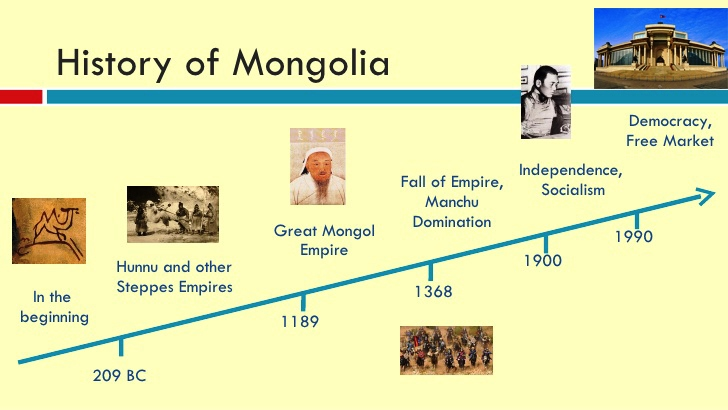 History of Mongolia
In the
beginning
209 BC
Hunnu and other
Steppes Empires
1189
Great Mongol
Empire
1368
Fall of Empire,
Manchu
Domination
1900
Independence,
Socialism
1990
Democracy,
Free Market